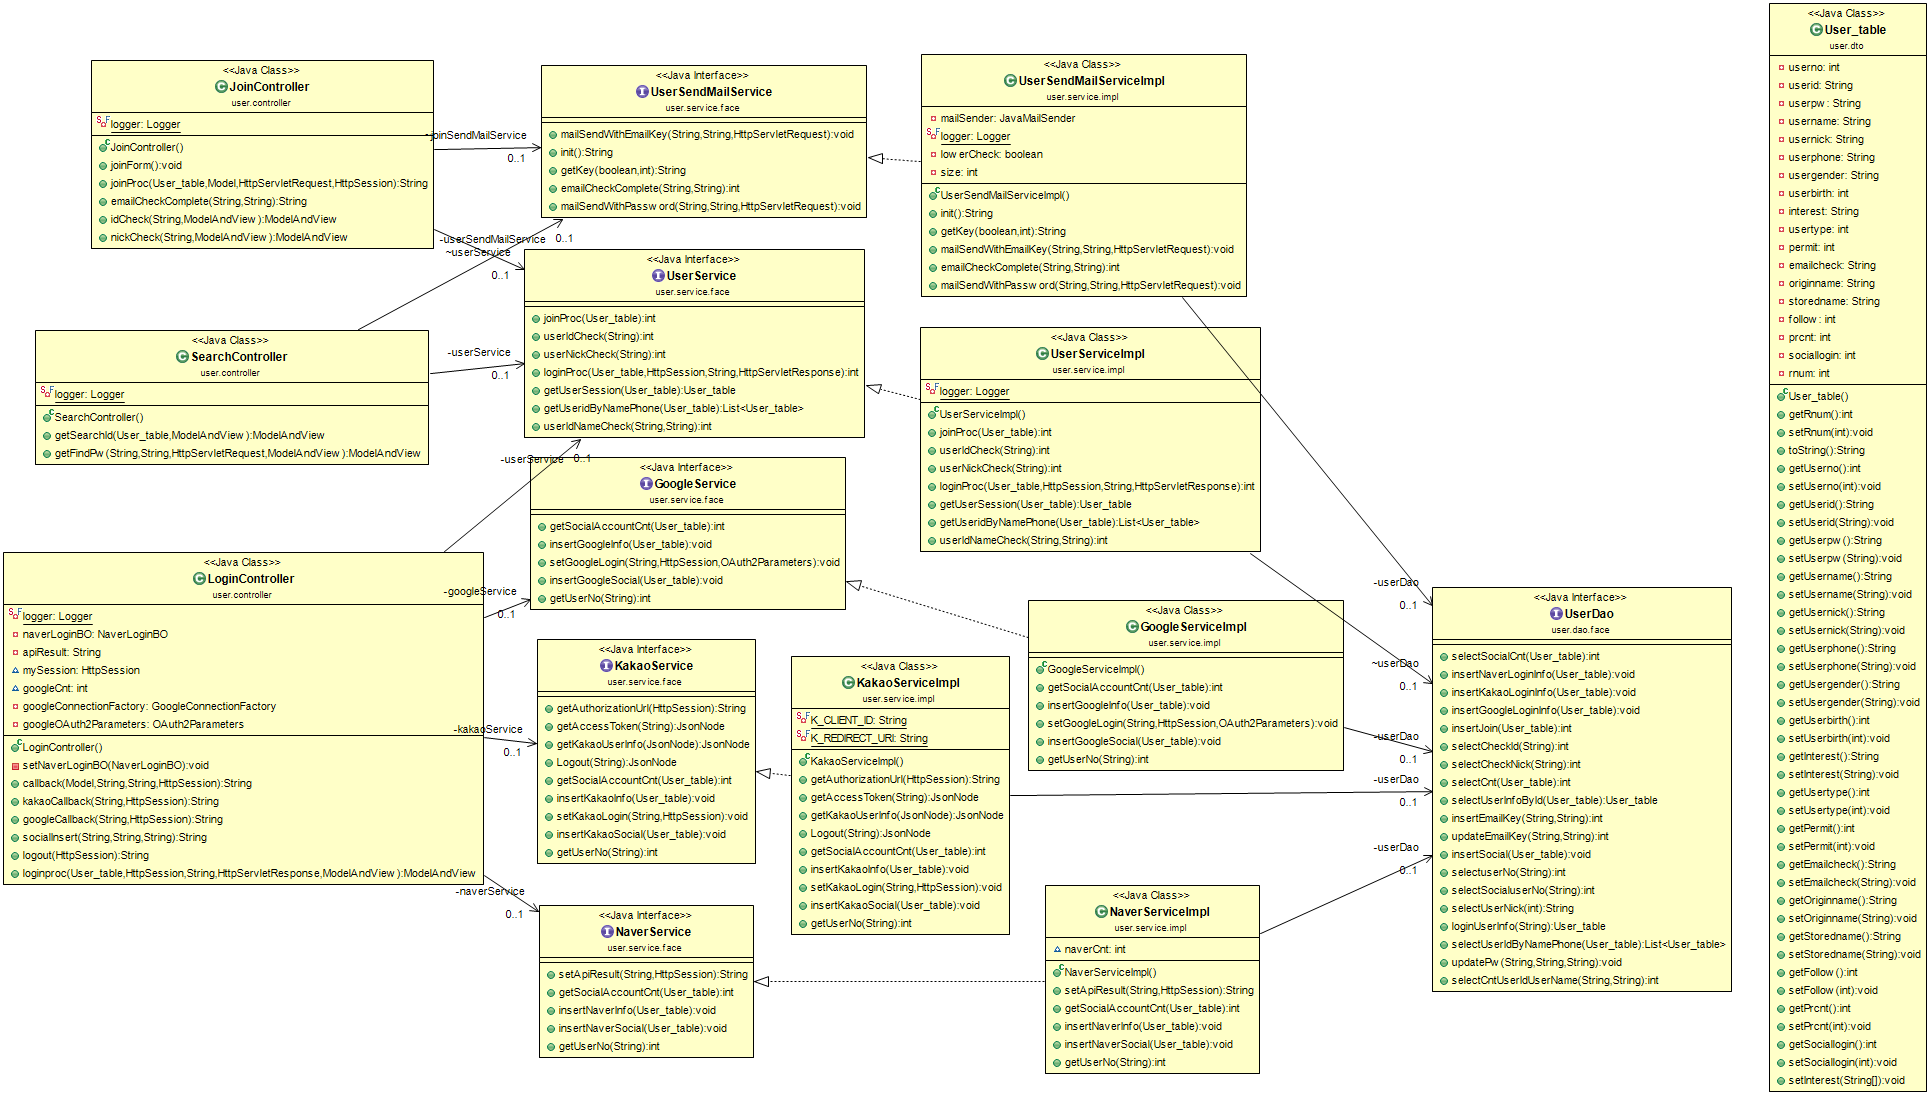 <<Java Class>>
JoinController
user.controller
logger: Logger
JoinController()
joinForm():void
joinProc(User_table,Model,HttpServletRequest,HttpSession):String
emailCheckComplete(String,String):String
idCheck(String,ModelAndView):ModelAndView
nickCheck(String,ModelAndView):ModelAndView
~joinSendMailService
0..1
-userSendMailService
0..1
~userService
0..1
<<Java Interface>>
UserSendMailService
user.service.face
mailSendWithEmailKey(String,String,HttpServletRequest):void
init():String
getKey(boolean,int):String
emailCheckComplete(String,String):int
mailSendWithPassword(String,String,HttpServletRequest):void
<<Java Class>>
UserSendMailServiceImpl
user.service.impl
mailSender: JavaMailSender
logger: Logger
lowerCheck: boolean
size: int
UserSendMailServiceImpl()
init():String
getKey(boolean,int):String
mailSendWithEmailKey(String,String,HttpServletRequest):void
emailCheckComplete(String,String):int
mailSendWithPassword(String,String,HttpServletRequest):void
<<Java Class>>
SearchController
user.controller
logger: Logger
SearchController()
getSearchId(User_table,ModelAndView):ModelAndView
getFindPw(String,String,HttpServletRequest,ModelAndView):ModelAndView
-userService
0..1
<<Java Interface>>
UserService
user.service.face
joinProc(User_table):int
userIdCheck(String):int
userNickCheck(String):int
loginProc(User_table,HttpSession,String,HttpServletResponse):int
getUserSession(User_table):User_table
getUseridByNamePhone(User_table):List<User_table>
userIdNameCheck(String,String):int
<<Java Class>>
UserServiceImpl
user.service.impl
logger: Logger
UserServiceImpl()
joinProc(User_table):int
userIdCheck(String):int
userNickCheck(String):int
loginProc(User_table,HttpSession,String,HttpServletResponse):int
getUserSession(User_table):User_table
getUseridByNamePhone(User_table):List<User_table>
userIdNameCheck(String,String):int
-userService
0..1
<<Java Interface>>
GoogleService
user.service.face
getSocialAccountCnt(User_table):int
insertGoogleInfo(User_table):void
setGoogleLogin(String,HttpSession,OAuth2Parameters):void
insertGoogleSocial(User_table):void
getUserNo(String):int
<<Java Class>>
LoginController
user.controller
logger: Logger
naverLoginBO: NaverLoginBO
apiResult: String
mySession: HttpSession
googleCnt: int
googleConnectionFactory: GoogleConnectionFactory
googleOAuth2Parameters: OAuth2Parameters
LoginController()
setNaverLoginBO(NaverLoginBO):void
callback(Model,String,String,HttpSession):String
kakaoCallback(String,HttpSession):String
googleCallback(String,HttpSession):String
socialInsert(String,String,String):String
logout(HttpSession):String
loginproc(User_table,HttpSession,String,HttpServletResponse,ModelAndView):ModelAndView
-googleService
0..1
-kakaoService
0..1
-naverService
0..1
<<Java Interface>>
KakaoService
user.service.face
getAuthorizationUrl(HttpSession):String
getAccessToken(String):JsonNode
getKakaoUserInfo(JsonNode):JsonNode
Logout(String):JsonNode
getSocialAccountCnt(User_table):int
insertKakaoInfo(User_table):void
setKakaoLogin(String,HttpSession):void
insertKakaoSocial(User_table):void
getUserNo(String):int
<<Java Class>>
KakaoServiceImpl
user.service.impl
K_CLIENT_ID: String
K_REDIRECT_URI: String
KakaoServiceImpl()
getAuthorizationUrl(HttpSession):String
getAccessToken(String):JsonNode
getKakaoUserInfo(JsonNode):JsonNode
Logout(String):JsonNode
getSocialAccountCnt(User_table):int
insertKakaoInfo(User_table):void
setKakaoLogin(String,HttpSession):void
insertKakaoSocial(User_table):void
getUserNo(String):int
<<Java Class>>
GoogleServiceImpl
user.service.impl
GoogleServiceImpl()
getSocialAccountCnt(User_table):int
insertGoogleInfo(User_table):void
setGoogleLogin(String,HttpSession,OAuth2Parameters):void
insertGoogleSocial(User_table):void
getUserNo(String):int
<<Java Interface>>
NaverService
user.service.face
setApiResult(String,HttpSession):String
getSocialAccountCnt(User_table):int
insertNaverInfo(User_table):void
insertNaverSocial(User_table):void
getUserNo(String):int
<<Java Class>>
NaverServiceImpl
user.service.impl
naverCnt: int
NaverServiceImpl()
setApiResult(String,HttpSession):String
getSocialAccountCnt(User_table):int
insertNaverInfo(User_table):void
insertNaverSocial(User_table):void
getUserNo(String):int
-userDao
0..1
~userDao
0..1
-userDao
0..1
-userDao
0..1
-userDao
0..1
<<Java Interface>>
UserDao
user.dao.face
selectSocialCnt(User_table):int
insertNaverLoginInfo(User_table):void
insertKakaoLoginInfo(User_table):void
insertGoogleLoginInfo(User_table):void
insertJoin(User_table):int
selectCheckId(String):int
selectCheckNick(String):int
selectCnt(User_table):int
selectUserInfoById(User_table):User_table
insertEmailKey(String,String):int
updateEmailKey(String,String):int
insertSocial(User_table):void
selectuserNo(String):int
selectSocialuserNo(String):int
selectUserNick(int):String
loginUserInfo(String):User_table
selectUserIdByNamePhone(User_table):List<User_table>
updatePw(String,String,String):void
selectCntUserIdUserName(String,String):int
<<Java Class>>
User_table
user.dto
userno: int
userid: String
userpw: String
username: String
usernick: String
userphone: String
usergender: String
userbirth: int
interest: String
usertype: int
permit: int
emailcheck: String
originname: String
storedname: String
follow: int
prcnt: int
sociallogin: int
rnum: int
User_table()
getRnum():int
setRnum(int):void
toString():String
getUserno():int
setUserno(int):void
getUserid():String
setUserid(String):void
getUserpw():String
setUserpw(String):void
getUsername():String
setUsername(String):void
getUsernick():String
setUsernick(String):void
getUserphone():String
setUserphone(String):void
getUsergender():String
setUsergender(String):void
getUserbirth():int
setUserbirth(int):void
getInterest():String
setInterest(String):void
getUsertype():int
setUsertype(int):void
getPermit():int
setPermit(int):void
getEmailcheck():String
setEmailcheck(String):void
getOriginname():String
setOriginname(String):void
getStoredname():String
setStoredname(String):void
getFollow():int
setFollow(int):void
getPrcnt():int
setPrcnt(int):void
getSociallogin():int
setSociallogin(int):void
setInterest(String[]):void